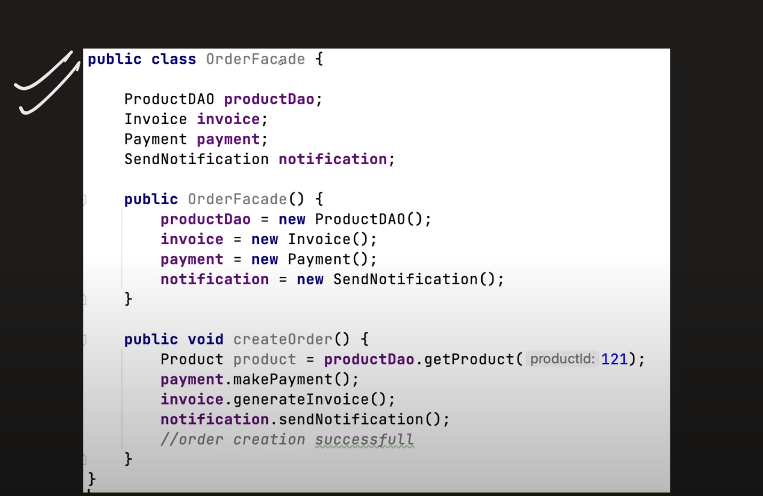 public class OrderFacade {
ProductDAO productDao;
Invoice invoice;
Payment payment;
SendNotification notification;
public OrderFacade() {
productDao = new ProductDAO();
invoice = new Invoice();
payment = new Payment();
notification = new SendNotification();
}
public void createOrder() {
Product product = productDao.getProduct( productId: 121);
payment.makePayment();
invoice.generateInvoice();
notification.sendNotification();
//order creation successfull
}
}